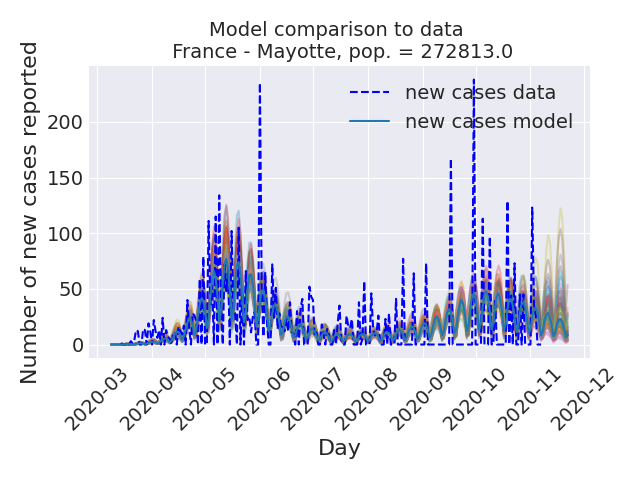 Model comparison to data
France - Mayotte, pop. = 272813.0
Number of new cases reported
200
150
100
50
0
new cases data
new cases model
2020-03
2020-04
2020-05
2020-06
2020-07
2020-08
2020-09
2020-10
2020-11
2020-12
Day